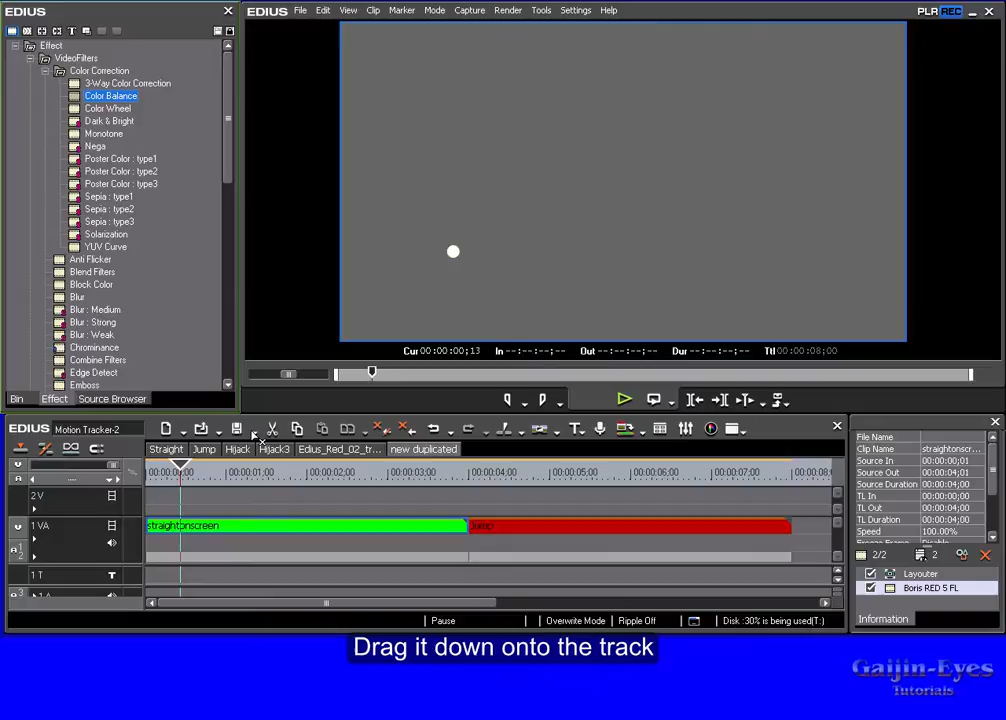 EDIUS
Effect
VideoFilters
Color Correction
3-Way Color Correction
Color Balance
Color Wheel
Dark & Bright
Monotone
Nega
Poster Color : type1
Poster Color : type2
Poster Color : type3
Sepia : type1
Sepia : type2
Sepia : type3
Solarization
YUV Curve
Anti Flicker
Blend Filters
Block Color
Blur
Blur : Medium
Blur : Strong
Blur : Weak
Chrominance
Combine Filters
Edge Detect
Emboss
Bin Effect Source Browser
EDIUS File Edit View Clip Marker Mode Capture Render Tools Settings Help PLR REC
Cur 00:00:00;13 In --:--:--;-- Out --:--:--;-- Dur --:--:--;-- Ttl 00:00:08;00
EDIUS Motion Tracker-2
Straight Jump Hijack Hijack3 Edius_Red_02_tr... new duplicated
00:00:00;00 00:00:01;00 00:00:02;00 00:00:03;00 00:00:04;00 00:00:05;00 00:00:06;00 00:00:07;00 00:00:08;0
2 V
1 VA straightonscreen Jump
1 T T
Pause Overwrite Mode Ripple Off Disk :30% is being used(T:)
File Name
Clip Name straightonscr...
Source In 00:00:00;01
Source Out 00:00:04;01
Source Duration 00:00:04;00
TL In 00:00:00;00
TL Out 00:00:04;00
TL Duration 00:00:04;00
Speed 100.00%
2/2 2
Layouter
Boris RED 5 FL
Information
Drag it down onto the track
Gaijin-Eyes
Tutorials